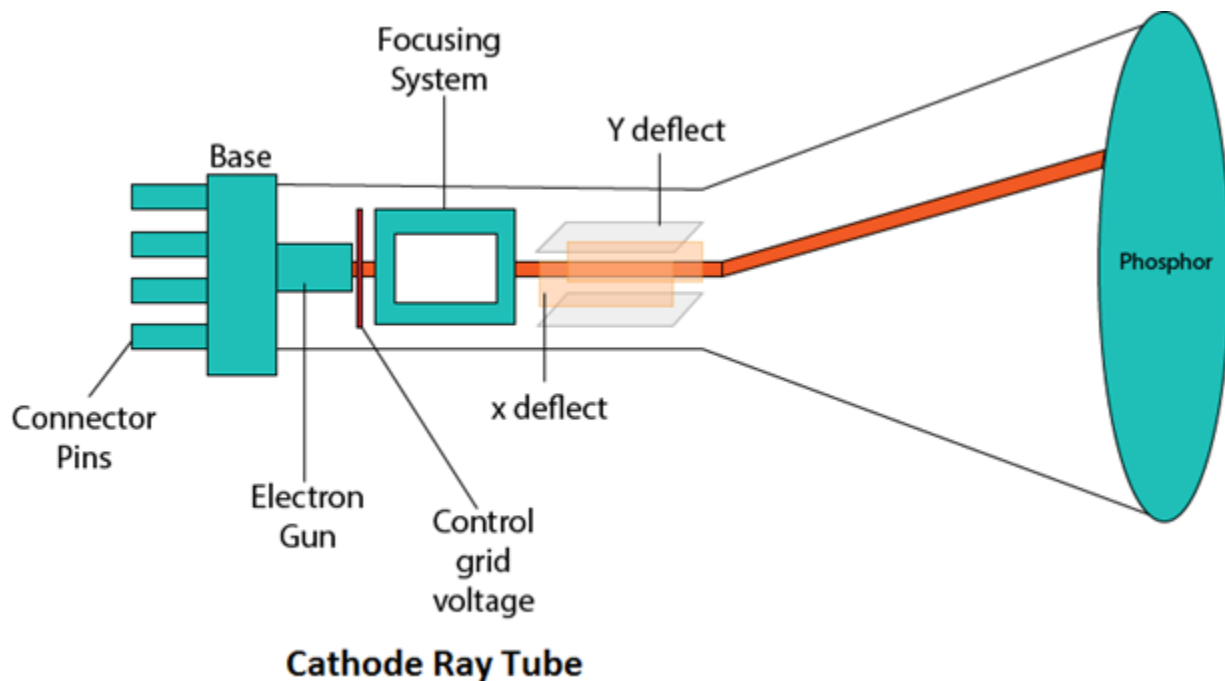 Focusing
System
Y deflect
Base
Phosphor
x deflect
Connector
Pins
Electron
Gun
Control
grid
voltage
Cathode Ray Tube